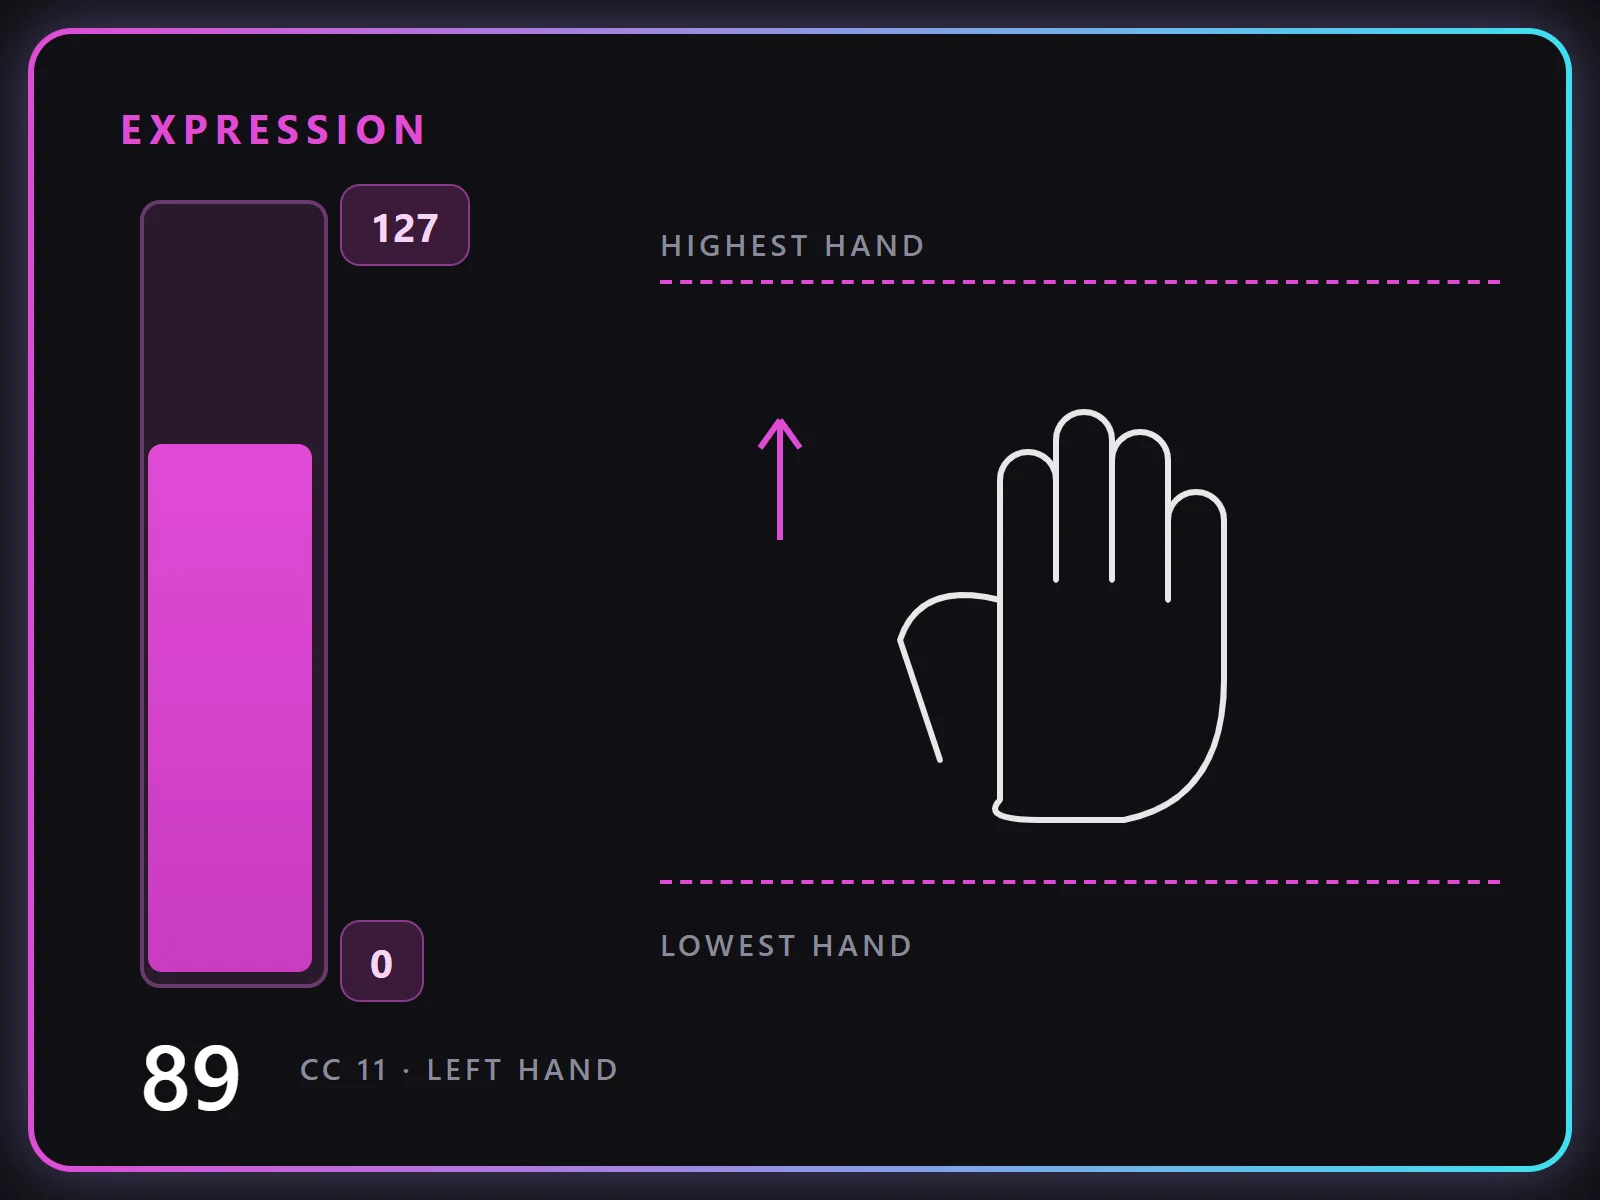 EXPRESSION
127
HIGHEST HAND
0
LOWEST HAND
89
CC 11 · LEFT HAND